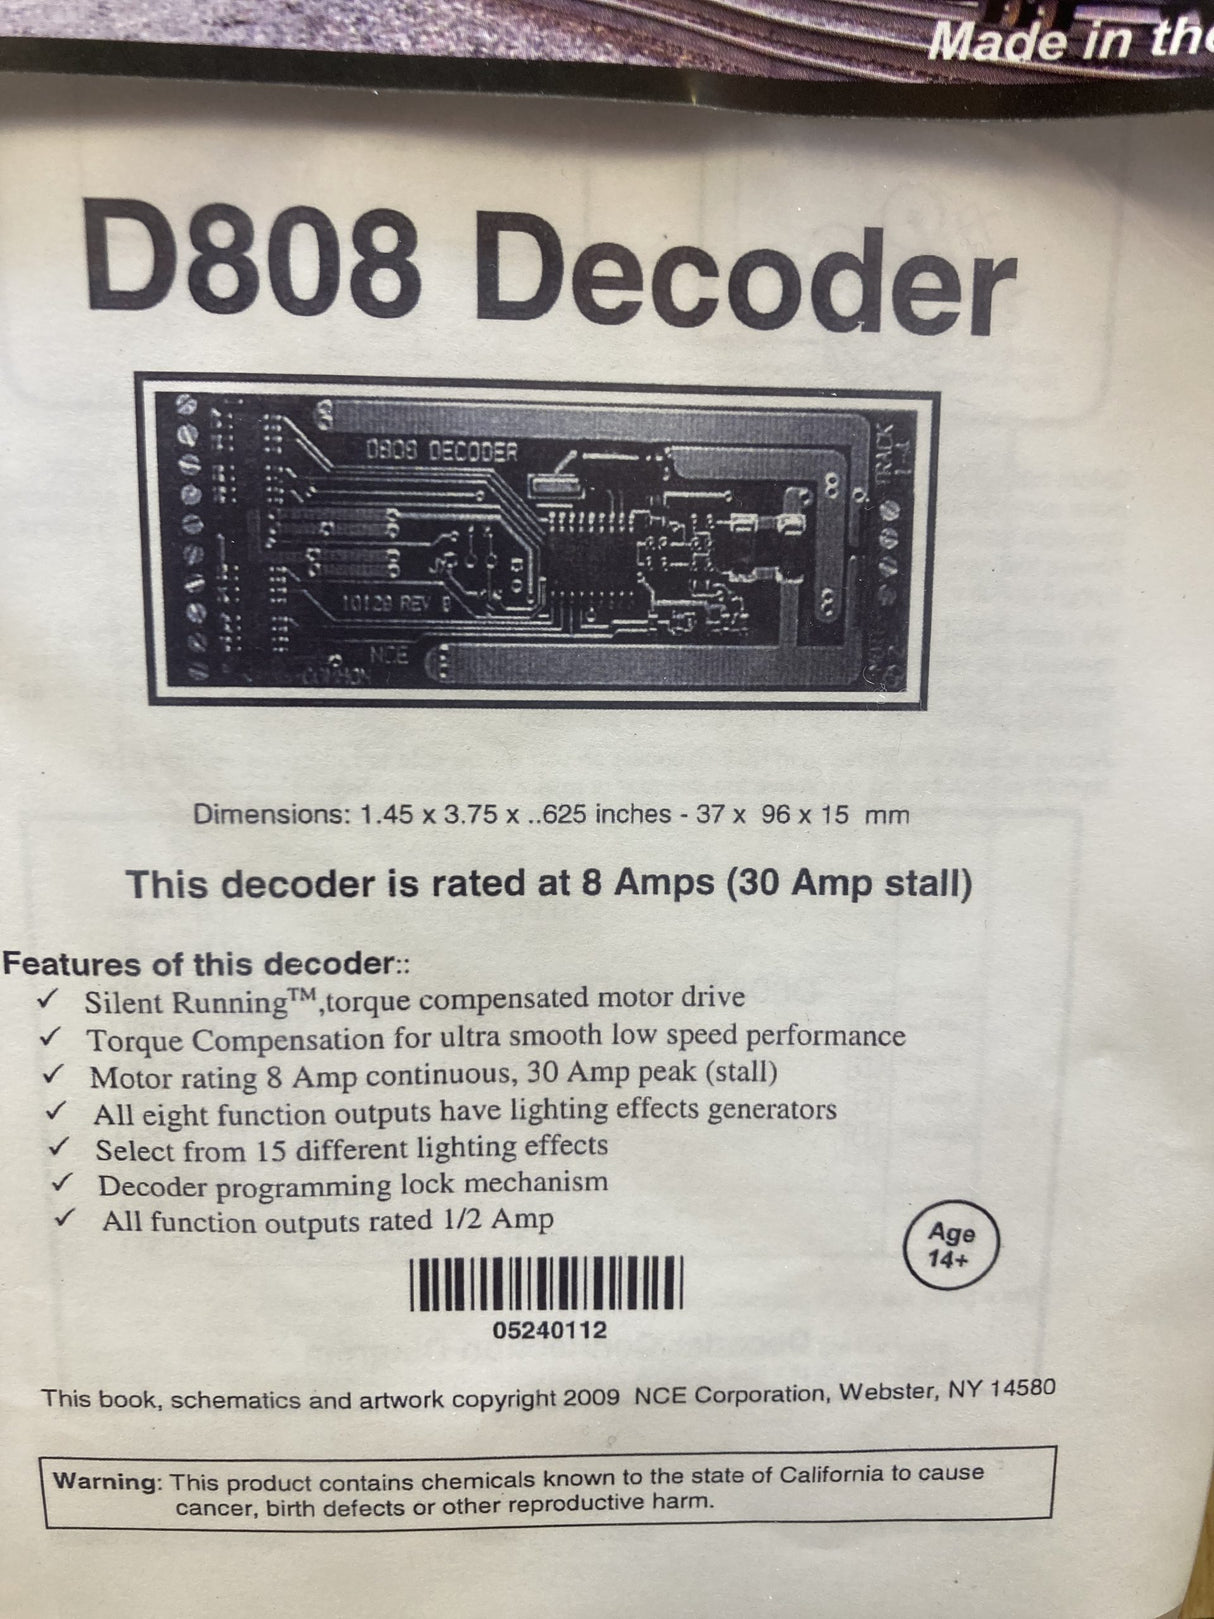 Made in the
D808 Decoder
D808 DECODER
TRACK
10129 REV B
NCE
COMMON
Dimensions: 1.45 x 3.75 x ..625 inches - 37 x 96 x 15 mm
This decoder is rated at 8 Amps (30 Amp stall)
Features of this decoder::
✓ Silent Running™,torque compensated motor drive
✓ Torque Compensation for ultra smooth low speed performance
✓ Motor rating 8 Amp continuous, 30 Amp peak (stall)
✓ All eight function outputs have lighting effects generators
✓ Select from 15 different lighting effects
✓ Decoder programming lock mechanism
✓ All function outputs rated 1/2 Amp
Age
14+
05240112
This book, schematics and artwork copyright 2009 NCE Corporation, Webster, NY 14580
Warning: This product contains chemicals known to the state of California to cause
cancer, birth defects or other reproductive harm.